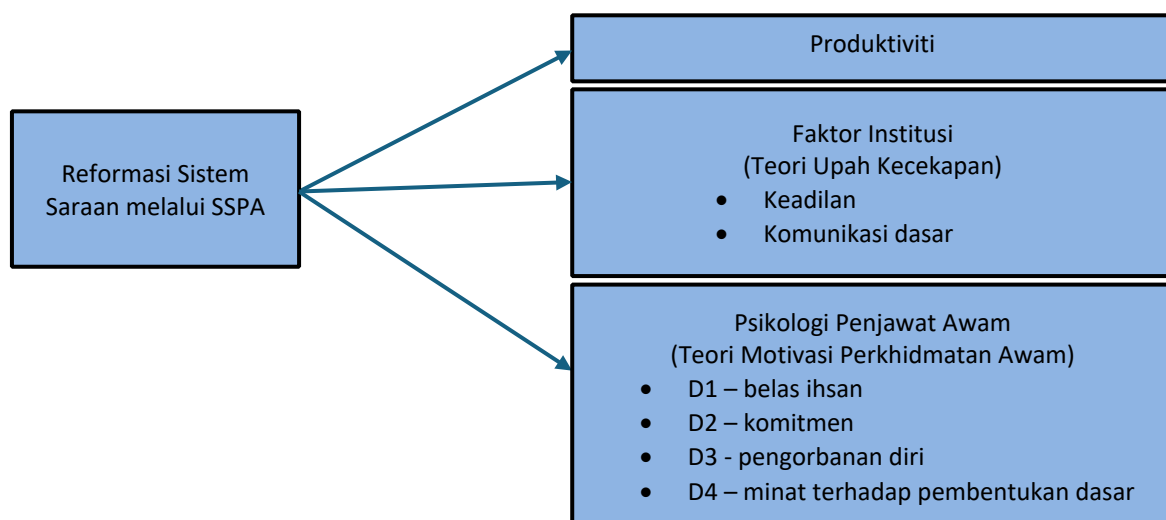 Reformasi Sistem
Saraan melalui SSPA
Produktiviti
Faktor Institusi
(Teori Upah Kecekapan)
• Keadilan
• Komunikasi dasar
Psikologi Penjawat Awam
(Teori Motivasi Perkhidmatan Awam)
• D1 – belas ihsan
• D2 – komitmen
• D3 - pengorbanan diri
• D4 – minat terhadap pembentukan dasar